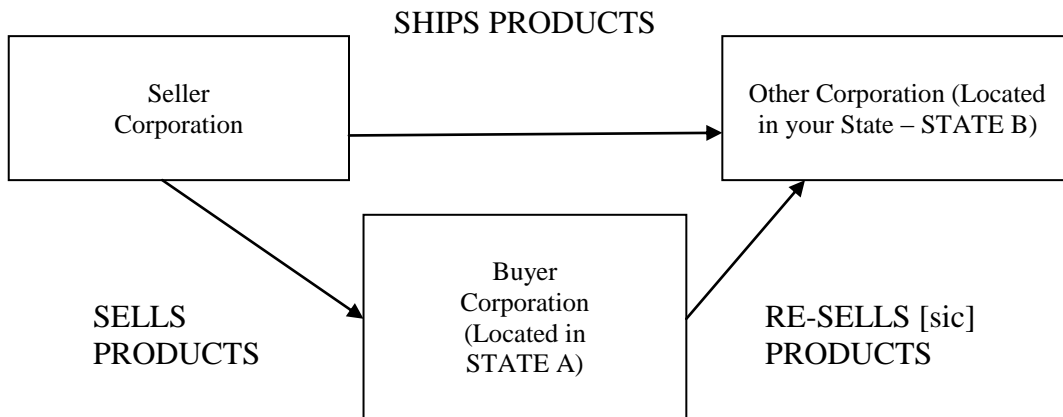 SHIPS PRODUCTS
Seller
Corporation
Other Corporation (Located
in your State – STATE B)
Buyer
Corporation
(Located in
STATE A)
SELLS
PRODUCTS
RE-SELLS [sic]
PRODUCTS